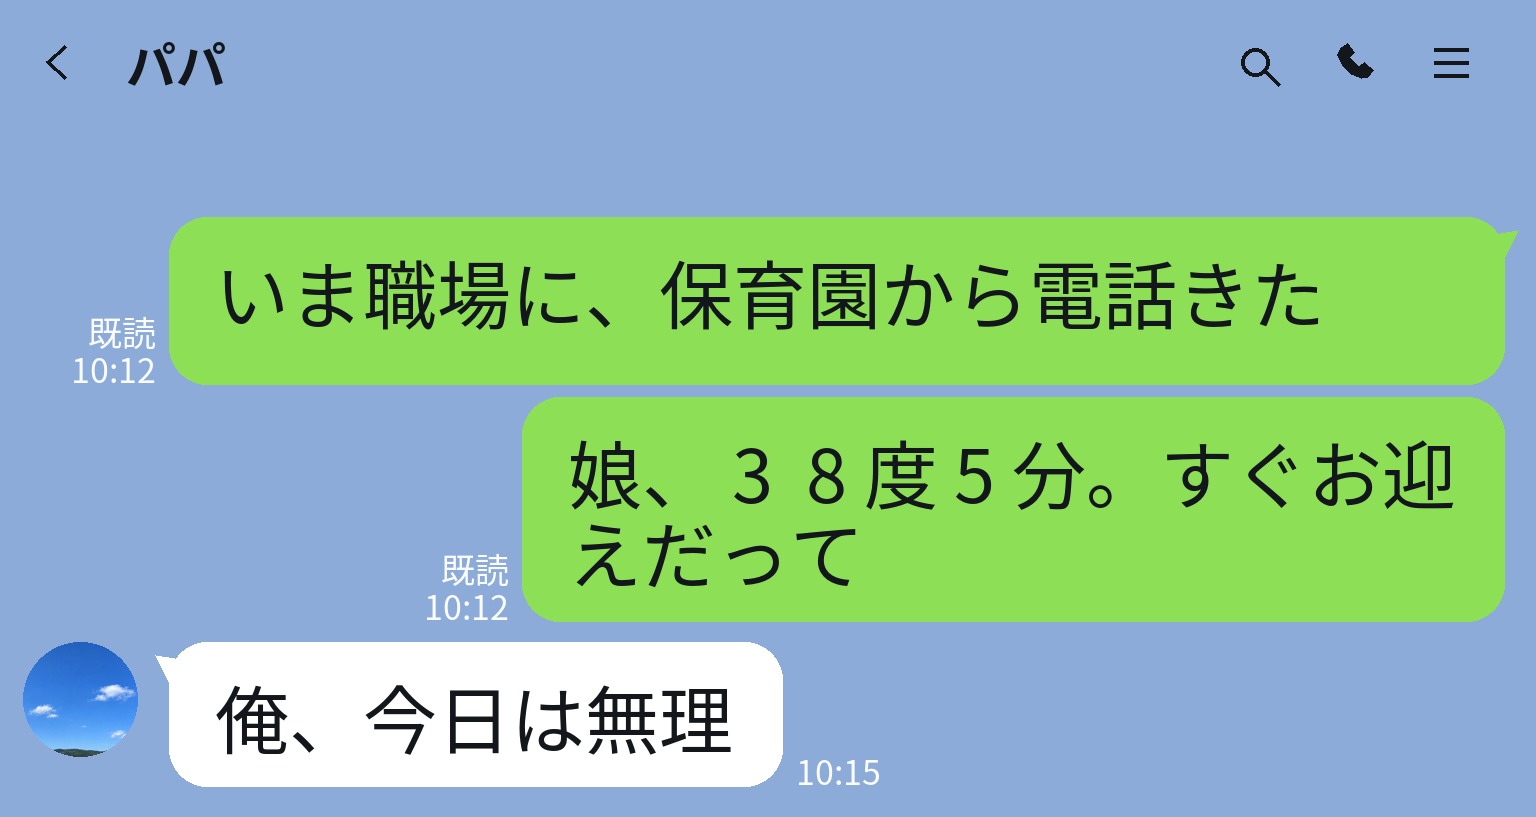 パパ
いま職場に、保育園から電話きた
既読
10:12
娘、３８度５分。すぐお迎
えだって
既読
10:12
俺、今日は無理
10:15